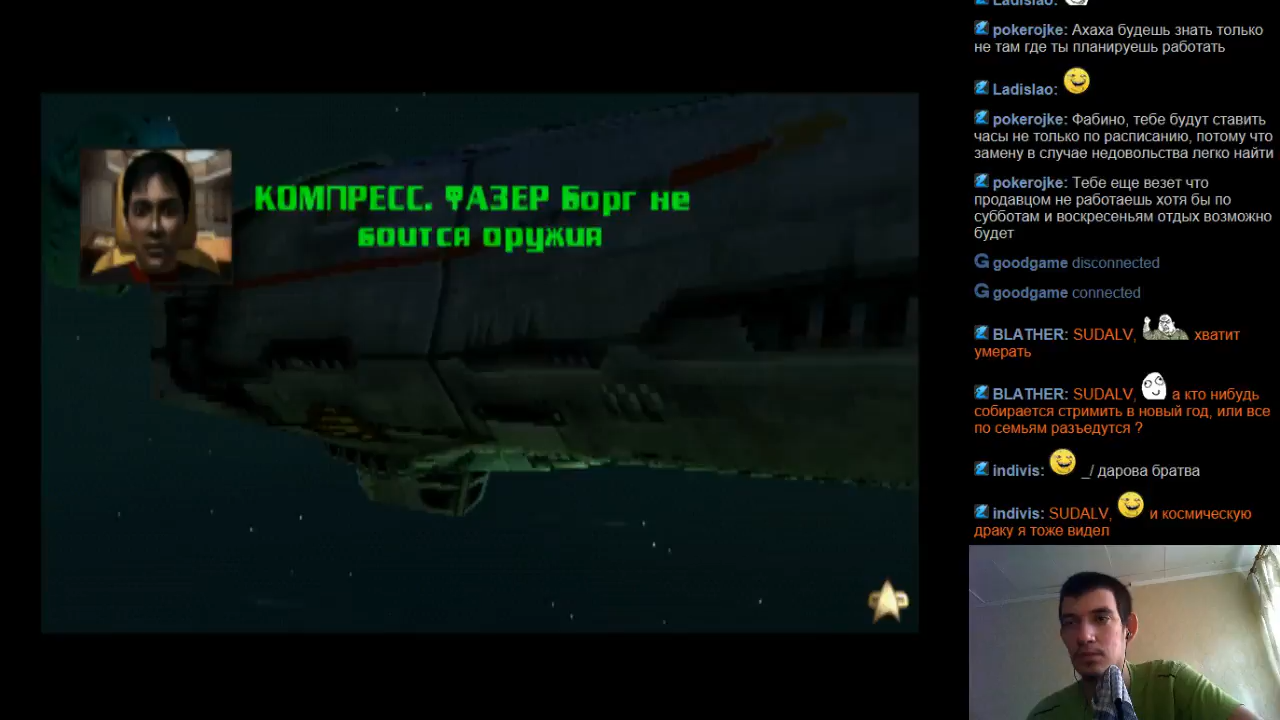 КОМПРЕСС. ФАЗЕР Борг не
боится оружия
Ladislao:
pokerojke: Ахаха будешь знать только
не там где ты планируешь работать
Ladislao:
pokerojke: Фабино, тебе будут ставить
часы не только по расписанию, потому что
замену в случае недовольства легко найти
pokerojke: Тебе еще везет что
продавцом не работаешь хотя бы по
субботам и воскресеньям отдых возможно
будет
goodgame disconnected
goodgame connected
BLATHER: SUDALV, хватит
умерать
BLATHER: SUDALV, а кто нибудь
собирается стримить в новый год, или все
по семьям разъедутся ?
indivis: _/ дарова братва
indivis: SUDALV, и космическую
драку я тоже видел